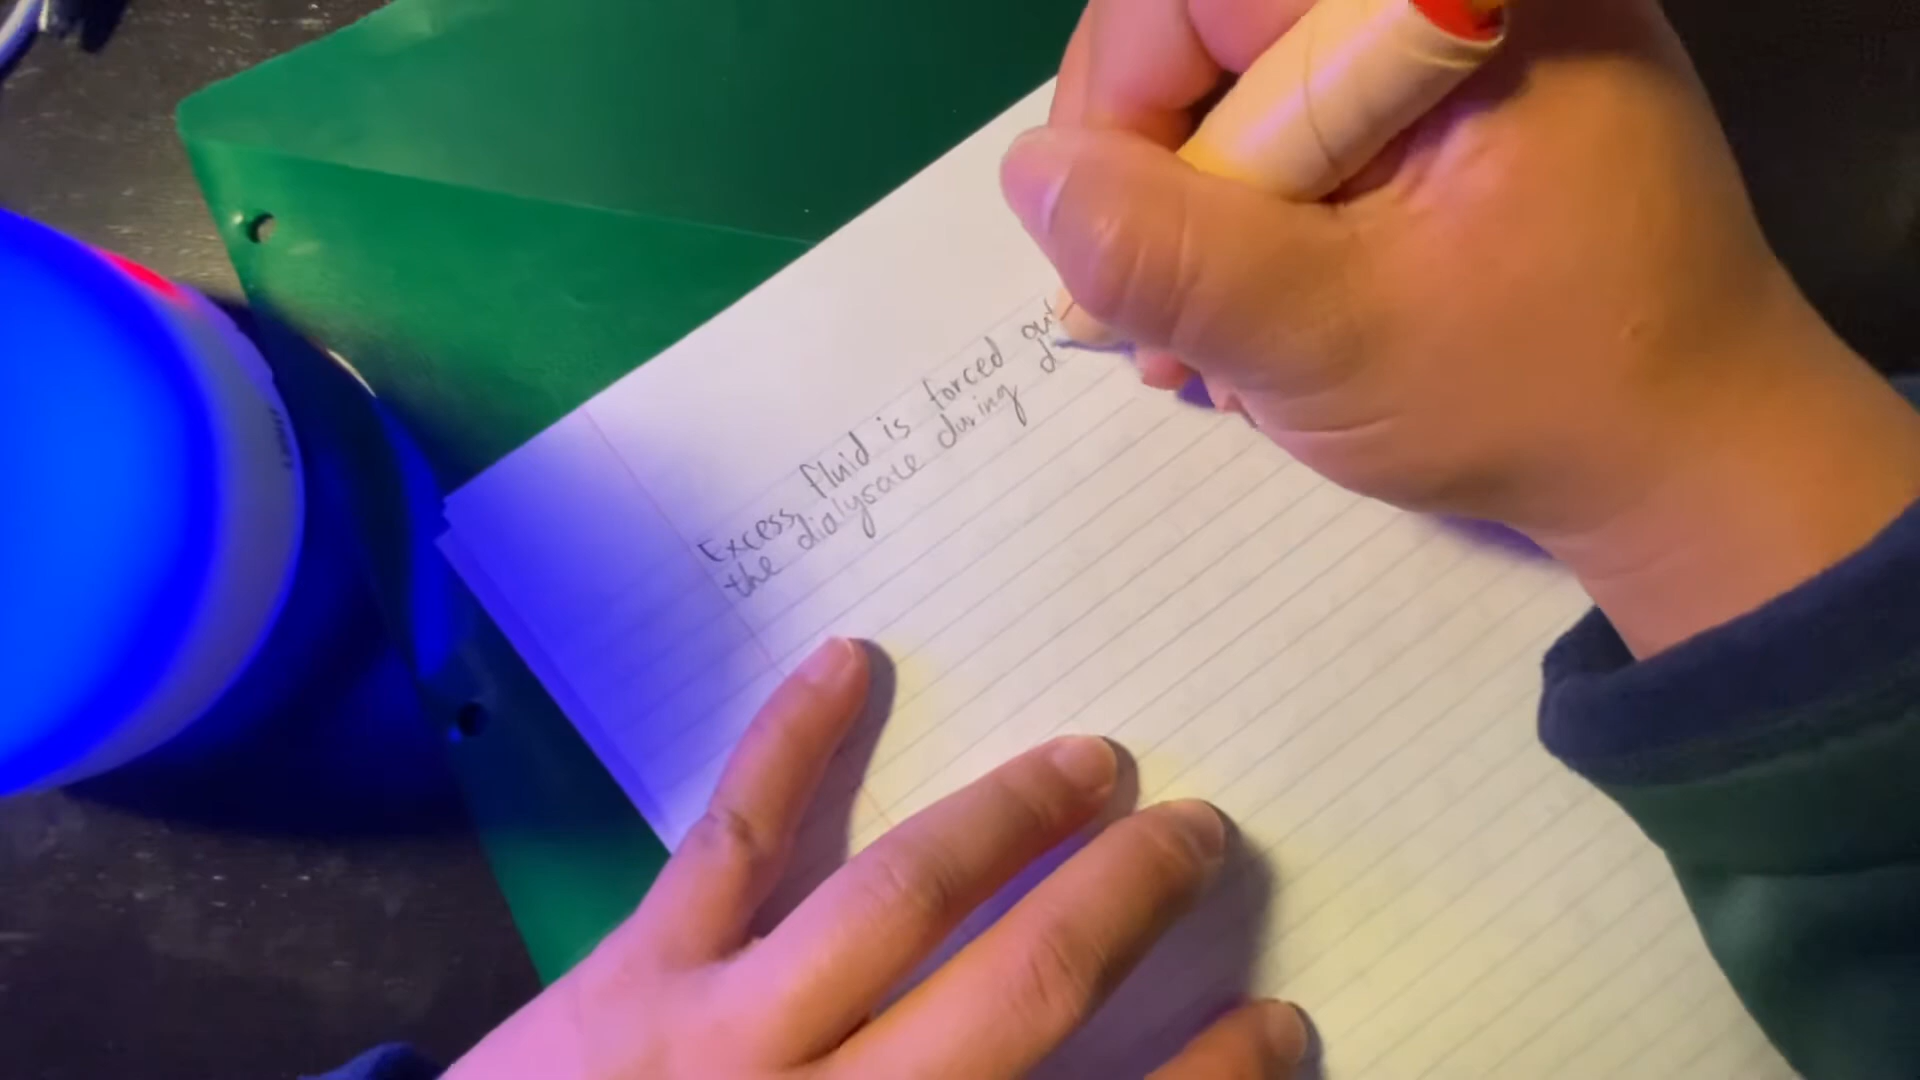 Excess fluid is forced out
the dialysate during